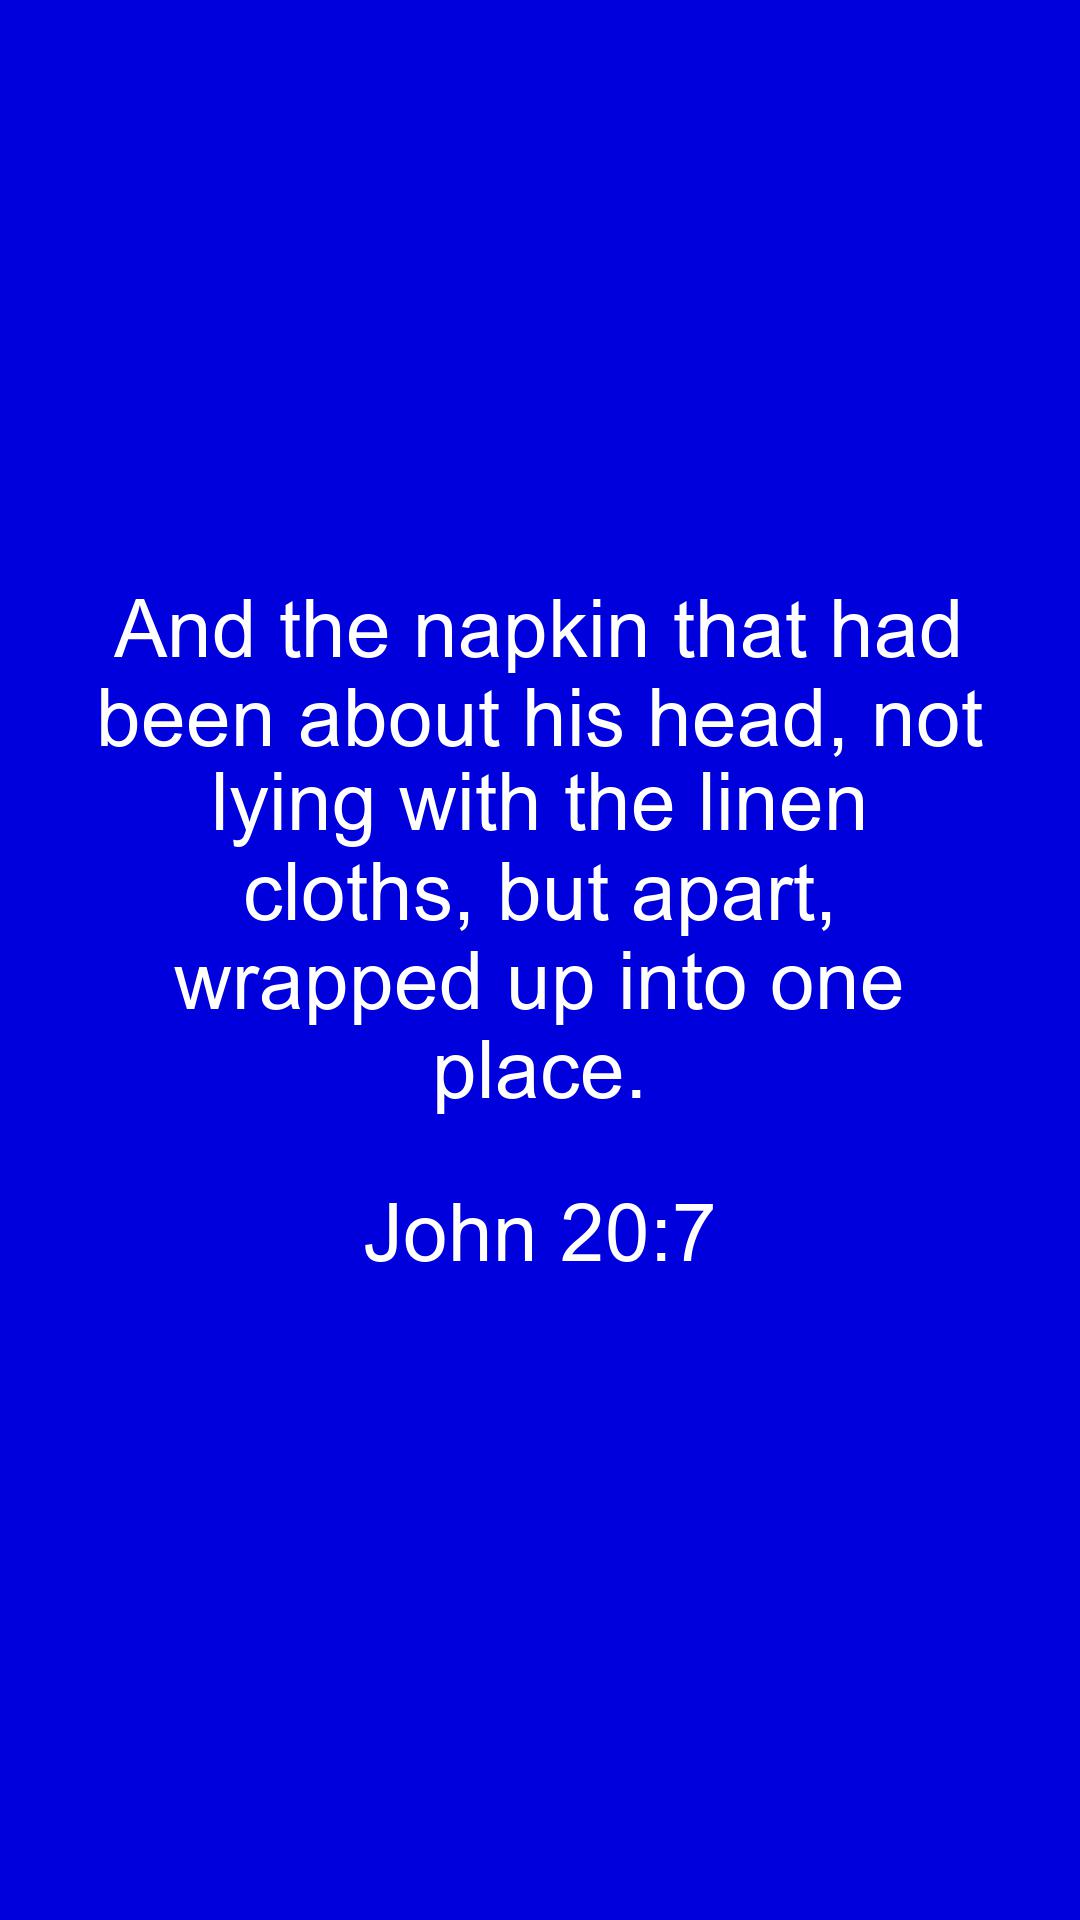 And the napkin that had
been about his head, not
lying with the linen
cloths, but apart,
wrapped up into one
place.
John 20:7